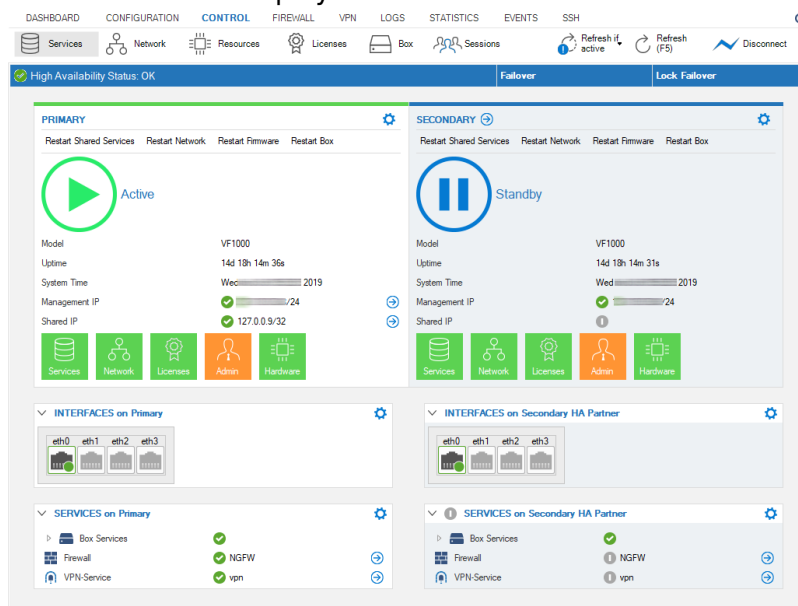 DASHBOARD CONFIGURATION CONTROL FIREWALL VPN LOGS STATISTICS EVENTS SSH
Services Network Resources Licenses Box Sessions Refresh if active Refresh (F5) Disconnect
High Availability Status: OK Failover Lock Failover
PRIMARY
Restart Shared Services Restart Network Restart Firmware Restart Box
Active
Model VF1000
Uptime 14d 18h 14m 36s
System Time Wed 2019
Management IP /24
Shared IP 127.0.0.9/32
Services Network Licenses Admin Hardware
SECONDARY
Restart Shared Services Restart Network Restart Firmware Restart Box
Standby
Model VF1000
Uptime 14d 18h 14m 31s
System Time Wed 2019
Management IP /24
Shared IP
Services Network Licenses Admin Hardware
INTERFACES on Primary
eth0 eth1 eth2 eth3
INTERFACES on Secondary HA Partner
eth0 eth1 eth2 eth3
SERVICES on Primary
Box Services
Firewall NGFW
VPN-Service vpn
SERVICES on Secondary HA Partner
Box Services
Firewall NGFW
VPN-Service vpn